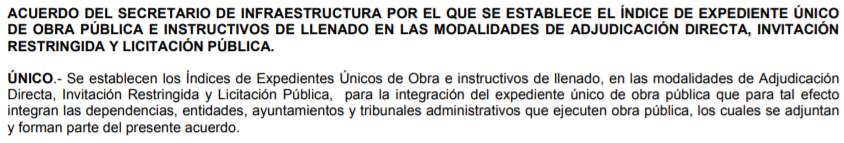 ACUERDO DEL SECRETARIO DE INFRAESTRUCTURA POR EL QUE SE ESTABLECE EL ÍNDICE DE EXPEDIENTE ÚNICO
DE OBRA PÚBLICA E INSTRUCTIVOS DE LLENADO EN LAS MODALIDADES DE ADJUDICACIÓN DIRECTA, INVITACIÓN
RESTRINGIDA Y LICITACIÓN PÚBLICA.
ÚNICO.- Se establecen los Índices de Expedientes Únicos de Obra e instructivos de llenado, en las modalidades de Adjudicación
Directa, Invitación Restringida y Licitación Pública, para la integración del expediente único de obra pública que para tal efecto
integran las dependencias, entidades, ayuntamientos y tribunales administrativos que ejecuten obra pública, los cuales se adjuntan
y forman parte del presente acuerdo.